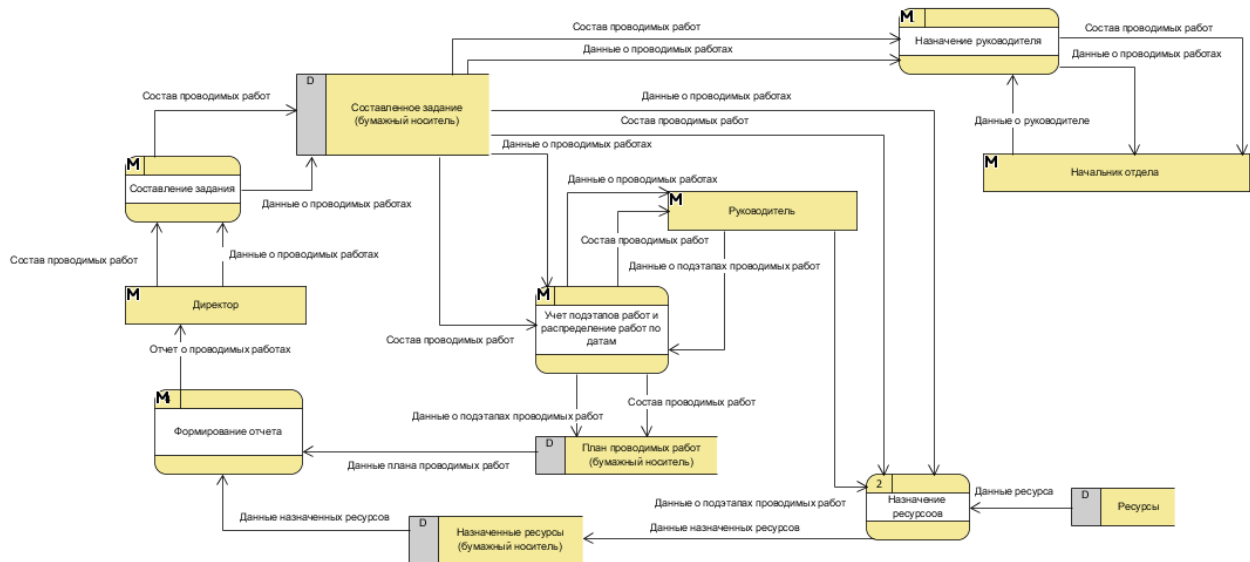 Состав проводимых работ
M
Назначение руководителя
Состав проводимых работ
Данные о проводимых работах
Данные о проводимых работах
D
Составленное задание
(бумажный носитель)
Состав проводимых работ
Данные о проводимых работах
Состав проводимых работ
Данные о руководителе
Данные о проводимых работах
M
Составление задания
M
Начальник отдела
Данные о проводимых работах
Данные о проводимых работах
M
Руководитель
Состав проводимых работ
Данные о проводимых работах
Состав проводимых работ
Данные о подэтапах проводимых работ
M
Директор
M
Учет подэтапов работ и
распределение работ по
датам
Состав проводимых работ
Отчет о проводимых работах
M
Формирование отчета
Данные о подэтапах проводимых работ
Состав проводимых работ
D
План проводимых работ
(бумажный носитель)
Данные плана проводимых работ
2
Назначение
ресурсоов
Данные ресурса
D
Ресурсы
Данные о подэтапах проводимых работ
Данные назначенных ресурсов
D
Назначенные ресурсы
(бумажный носитель)
Данные назначенных ресурсов